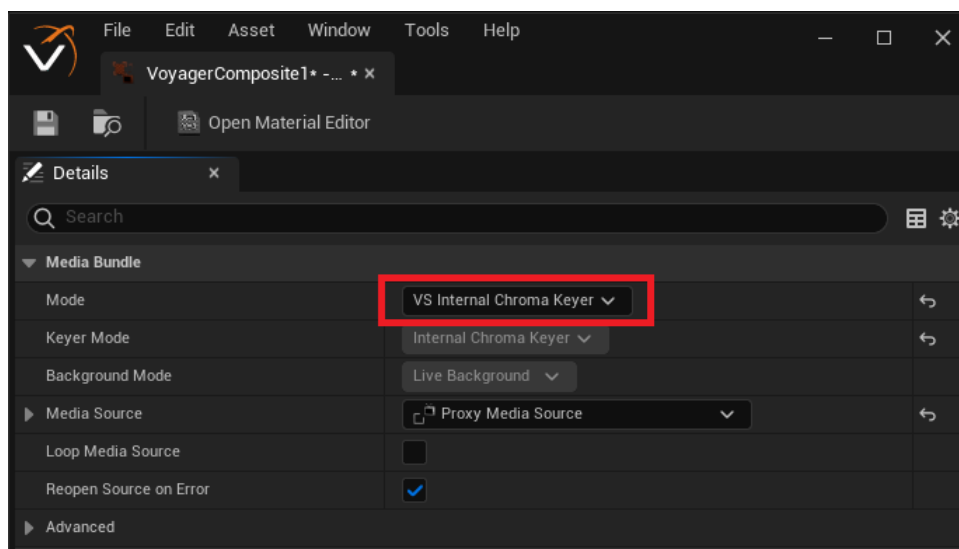 File Edit Asset Window Tools Help
VoyagerComposite1* -... * ×
Open Material Editor
Details
Search
Media Bundle
Mode VS Internal Chroma Keyer
Keyer Mode Internal Chroma Keyer
Background Mode Live Background
Media Source Proxy Media Source
Loop Media Source
Reopen Source on Error
Advanced